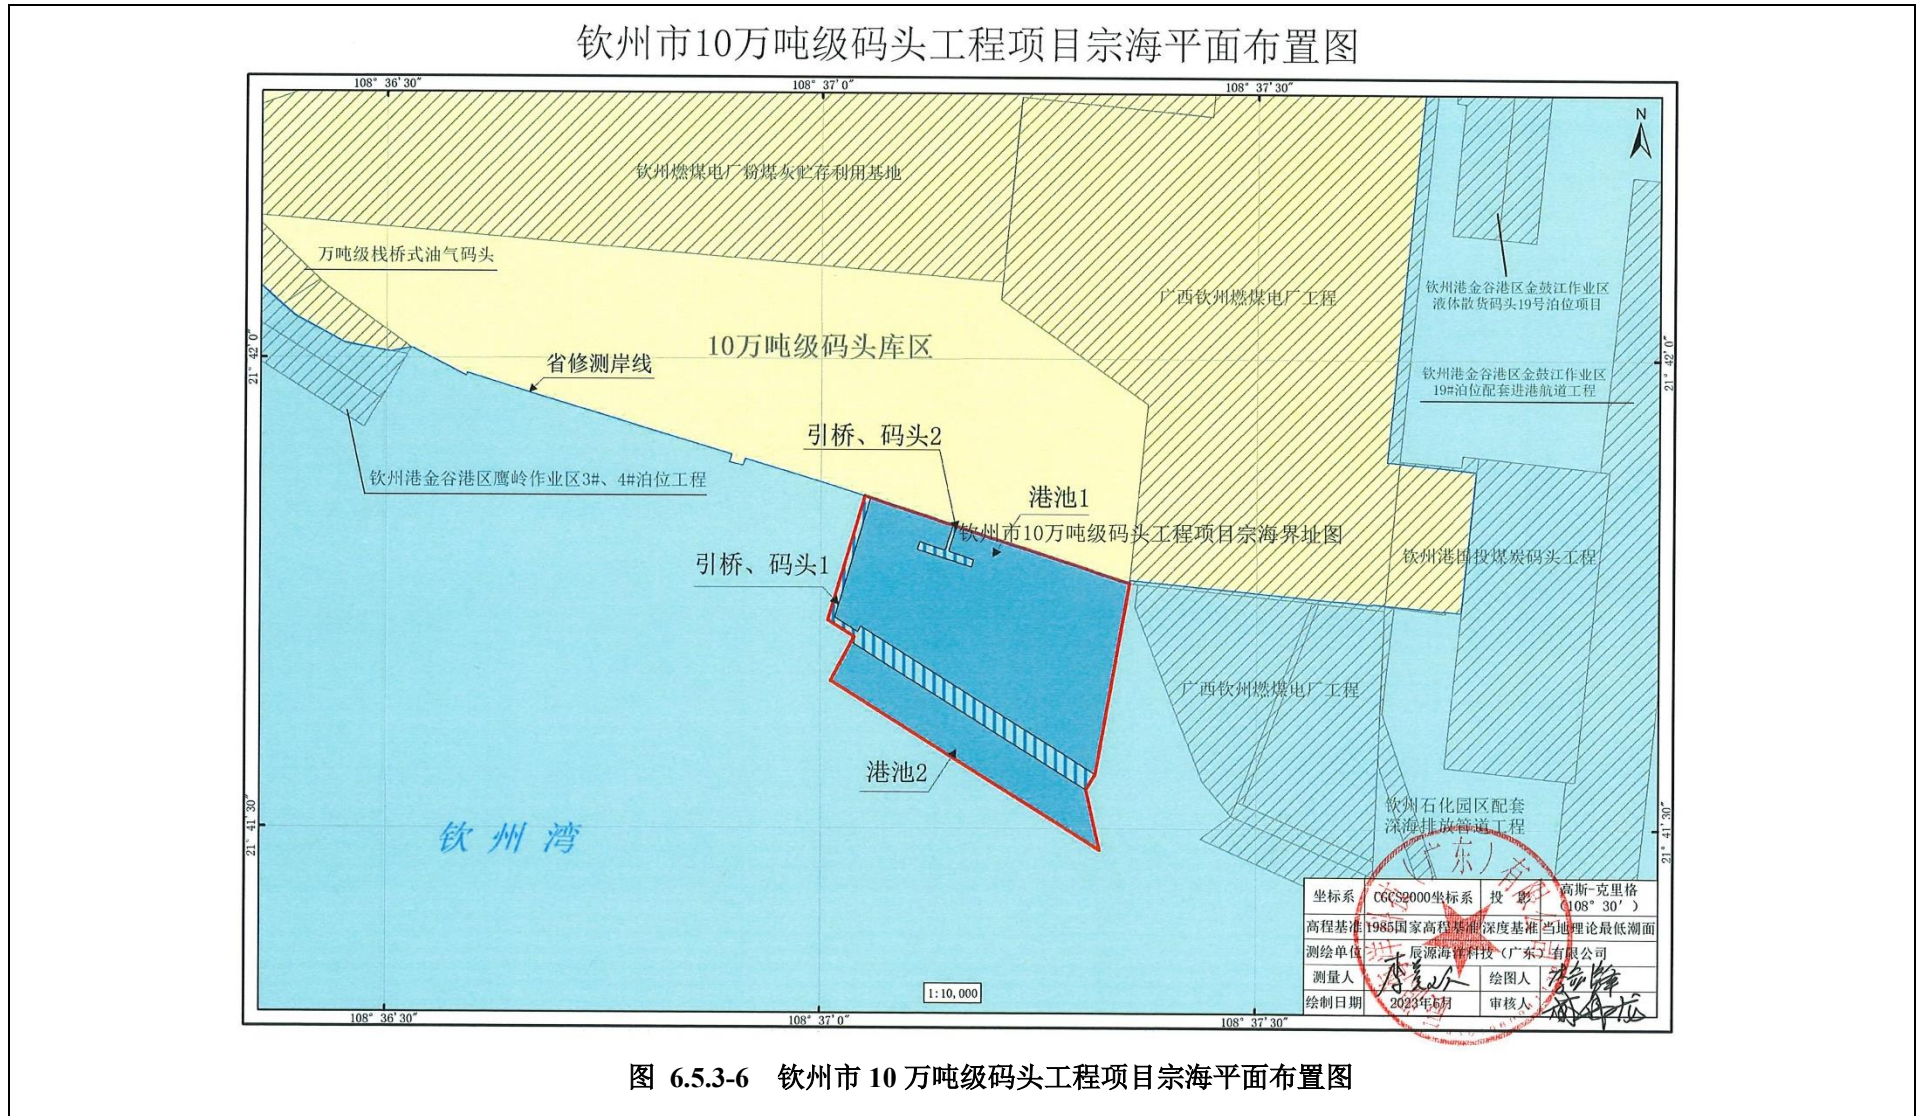 钦州市10万吨级码头工程项目宗海平面布置图
108° 36′30″
108° 37′0″
108° 37′30″
N
钦州燃煤电厂粉煤灰贮存利用基地
万吨级栈桥式油气码头
钦州港金谷港区金鼓江作业区
液体散货码头19号泊位项目
广西钦州燃煤电厂工程
21° 42′0″
10万吨级码头库区
21° 42′0″
省修测岸线
钦州港金谷港区金鼓江作业区
19#泊位配套进港航道工程
引桥、码头2
钦州港金谷港区鹰岭作业区3#、4#泊位工程
港池1
钦州市10万吨级码头工程项目宗海界址图
钦州港国投煤炭码头工程
引桥、码头1
广西钦州燃煤电厂工程
港池2
钦州石化园区配套
深海排放管道工程
21° 41′30″
21° 41′30″
钦州湾
坐标系 CGCS2000坐标系 投 影 高斯-克里格
(108° 30′)
高程基准 1985国家高程基准 深度基准 当地理论最低潮面
测绘单位 辰源海洋科技（广东）有限公司
测量人 绘图人
绘制日期 2023年6月 审核人
1:10,000
108° 36′30″
108° 37′0″
108° 37′30″
图 6.5.3-6 钦州市 10 万吨级码头工程项目宗海平面布置图